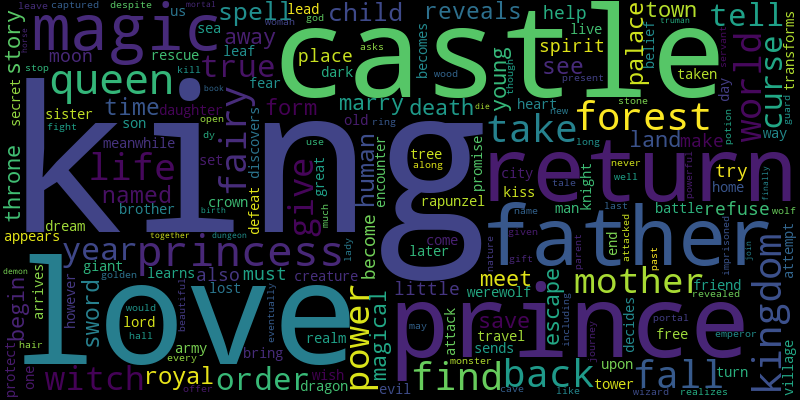 leave captured despite mortal spell lead god child reveals help town tell
story magic us woman live
moon sea away place asks becomes spirit palace belief see transforms
rescue leaf true dark young wood though taken day servant
stop queen kill fear castle truman present curse world guard
secret sister time daughter book form marry death heart new stone potion
fight son open discovers old ring die take forest land make way
meanwhile dy use human tree long
throne life set fairy great encounter along promise city return never try powerful
named crown give rapunzel kiss tale well home
brother birth much man knight last battle refuse wolf
dream defeat king name father finally
appears together dungeon lady come nature given end attacked past imprisoned join attempt
year princess become later gift parent mother friend kingdom
giant learns also must creature meet revealed
demon arrives however golden lost little werewolf escape
begin sword beautiful love power magical prince including decides portal emperor
would realm may save journey free
lord eventually attack travel
hair hall army bring sends upon village
protect one every monster find back fall turn
witch royal order wish evil tower
offer dragon cave like wizard realizes